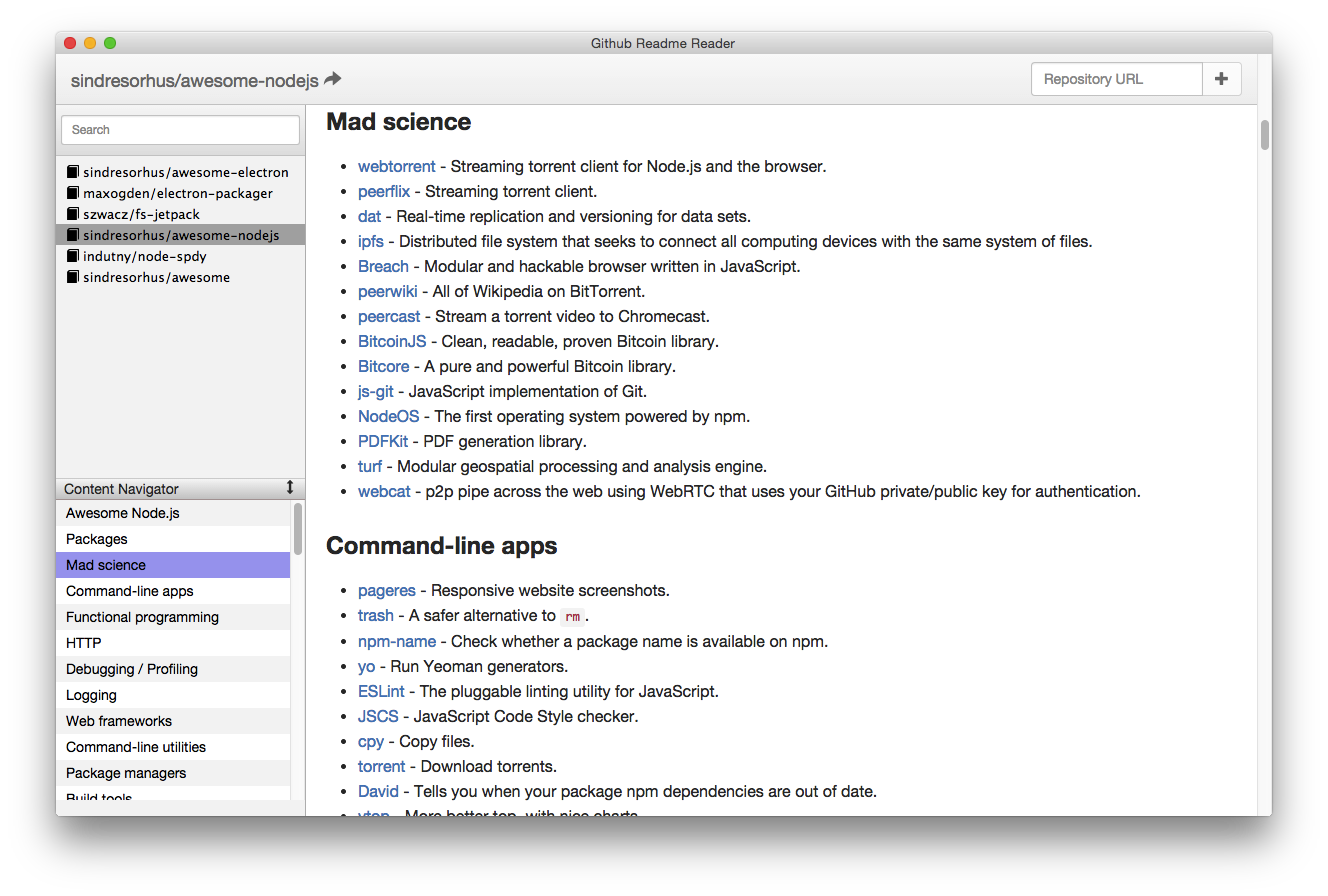 Github Readme Reader
sindresorhus/awesome-nodejs
Repository URL
Search
sindresorhus/awesome-electron
maxogden/electron-packager
szwacz/fs-jetpack
sindresorhus/awesome-nodejs
indutny/node-spdy
sindresorhus/awesome
Content Navigator
Awesome Node.js
Packages
Mad science
Command-line apps
Functional programming
HTTP
Debugging / Profiling
Logging
Web frameworks
Command-line utilities
Package managers
Build tools
Mad science
• webtorrent - Streaming torrent client for Node.js and the browser.
• peerflix - Streaming torrent client.
• dat - Real-time replication and versioning for data sets.
• ipfs - Distributed file system that seeks to connect all computing devices with the same system of files.
• Breach - Modular and hackable browser written in JavaScript.
• peerwiki - All of Wikipedia on BitTorrent.
• peercast - Stream a torrent video to Chromecast.
• BitcoinJS - Clean, readable, proven Bitcoin library.
• Bitcore - A pure and powerful Bitcoin library.
• js-git - JavaScript implementation of Git.
• NodeOS - The first operating system powered by npm.
• PDFKit - PDF generation library.
• turf - Modular geospatial processing and analysis engine.
• webcat - p2p pipe across the web using WebRTC that uses your GitHub private/public key for authentication.
Command-line apps
• pageres - Responsive website screenshots.
• trash - A safer alternative to rm.
• npm-name - Check whether a package name is available on npm.
• yo - Run Yeoman generators.
• ESLint - The pluggable linting utility for JavaScript.
• JSCS - JavaScript Code Style checker.
• cpy - Copy files.
• torrent - Download torrents.
• David - Tells you when your package npm dependencies are out of date.
• vtop - More better top, with nice charts